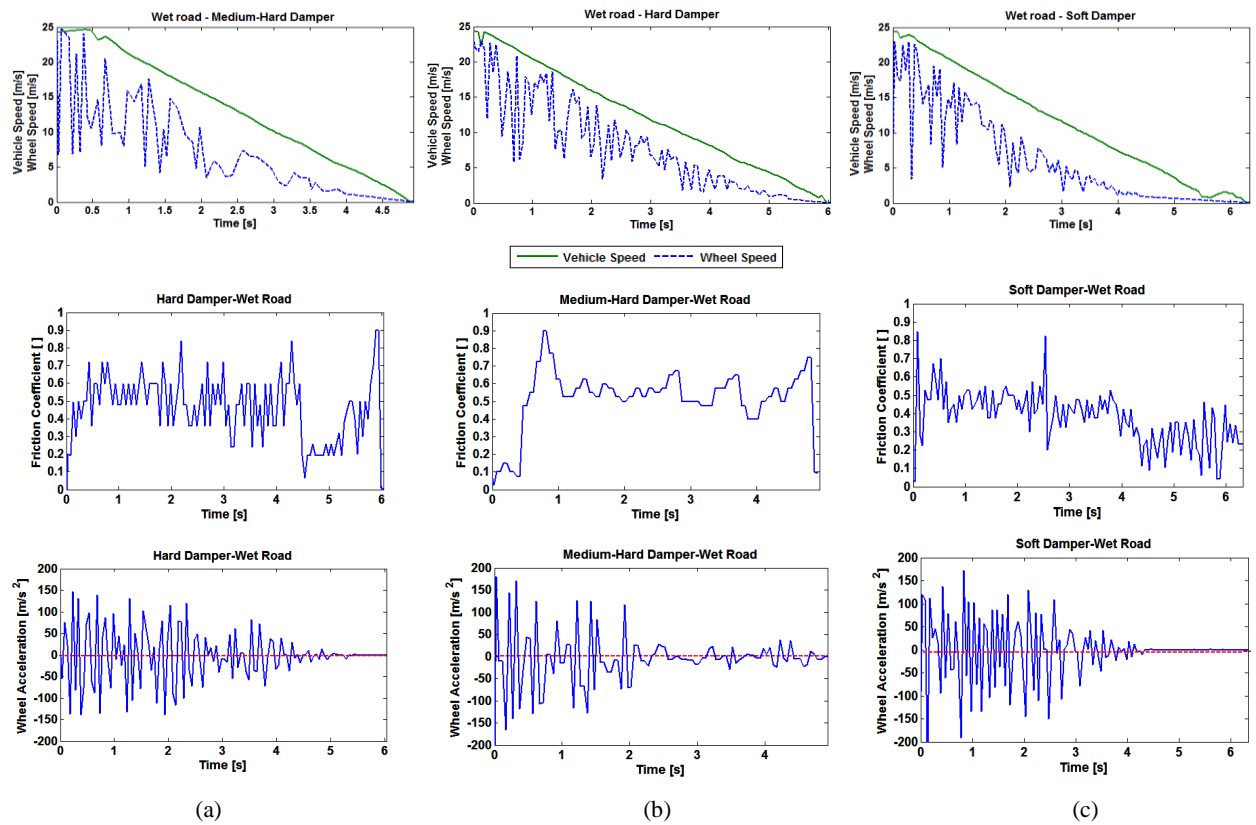 Wet road - Medium-Hard Damper
Vehicle Speed [m/s]
Wheel Speed [m/s]
25
20
15
10
5
0
0 0.5 1 1.5 2 2.5 3 3.5 4 4.5
Time [s]
Wet road - Hard Damper
Vehicle Speed [m/s]
Wheel Speed [m/s]
25
20
15
10
5
0
0 1 2 3 4 5 6
Time [s]
Wet road - Soft Damper
Vehicle Speed [m/s]
Wheel Speed [m/s]
25
20
15
10
5
0
0 1 2 3 4 5 6
Time [s]
Vehicle Speed Wheel Speed
Hard Damper-Wet Road
Friction Coefficient [ ]
1
0.9
0.8
0.7
0.6
0.5
0.4
0.3
0.2
0.1
0
0 1 2 3 4 5 6
Time [s]
Medium-Hard Damper-Wet Road
Friction Coefficient [ ]
1
0.9
0.8
0.7
0.6
0.5
0.4
0.3
0.2
0.1
0
0 1 2 3 4
Time [s]
Soft Damper-Wet Road
Friction Coefficient [ ]
1
0.9
0.8
0.7
0.6
0.5
0.4
0.3
0.2
0.1
0
0 1 2 3 4 5 6
Time [s]
Hard Damper-Wet Road
Wheel Acceleration [m/s²]
200
150
100
50
0
-50
-100
-150
-200
0 1 2 3 4 5 6
Time [s]
Medium-Hard Damper-Wet Road
Wheel Acceleration [m/s²]
200
150
100
50
0
-50
-100
-150
-200
0 1 2 3 4
Time [s]
Soft Damper-Wet Road
Wheel Acceleration [m/s²]
200
150
100
50
0
-50
-100
-150
-200
0 1 2 3 4 5 6
Time [s]
(a) (b) (c)